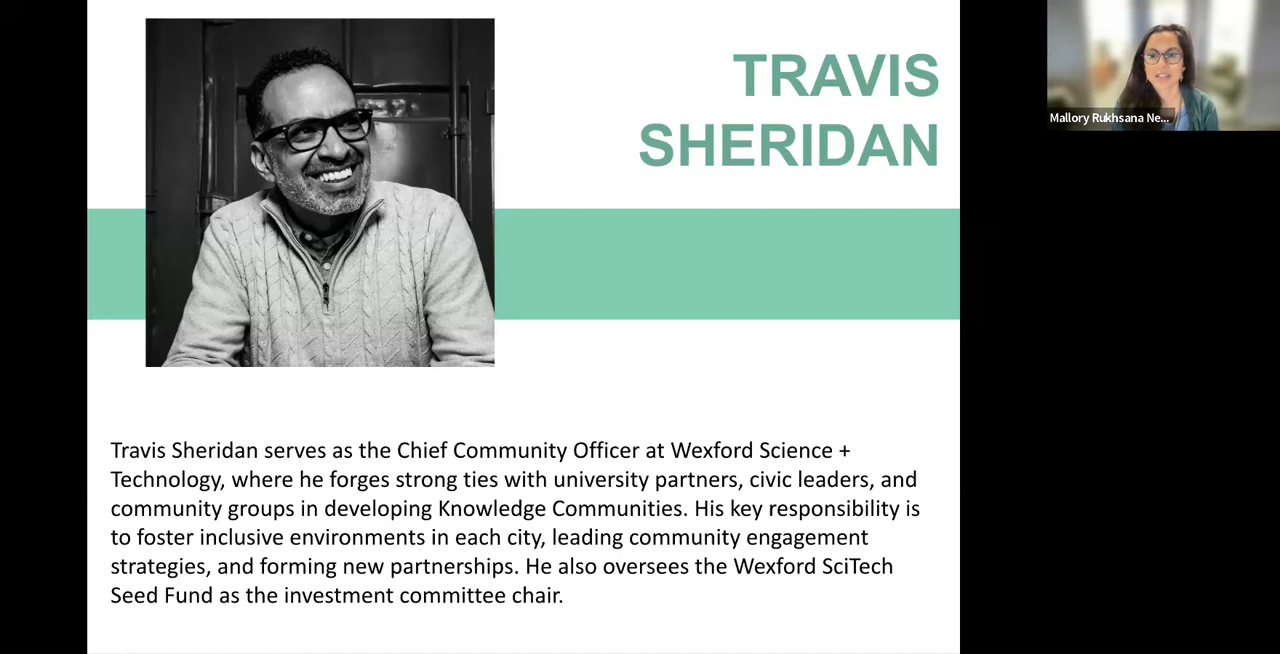 TRAVIS
SHERIDAN
Mallory Rukhsana Ne...
Travis Sheridan serves as the Chief Community Officer at Wexford Science +
Technology, where he forges strong ties with university partners, civic leaders, and
community groups in developing Knowledge Communities. His key responsibility is
to foster inclusive environments in each city, leading community engagement
strategies, and forming new partnerships. He also oversees the Wexford SciTech
Seed Fund as the investment committee chair.